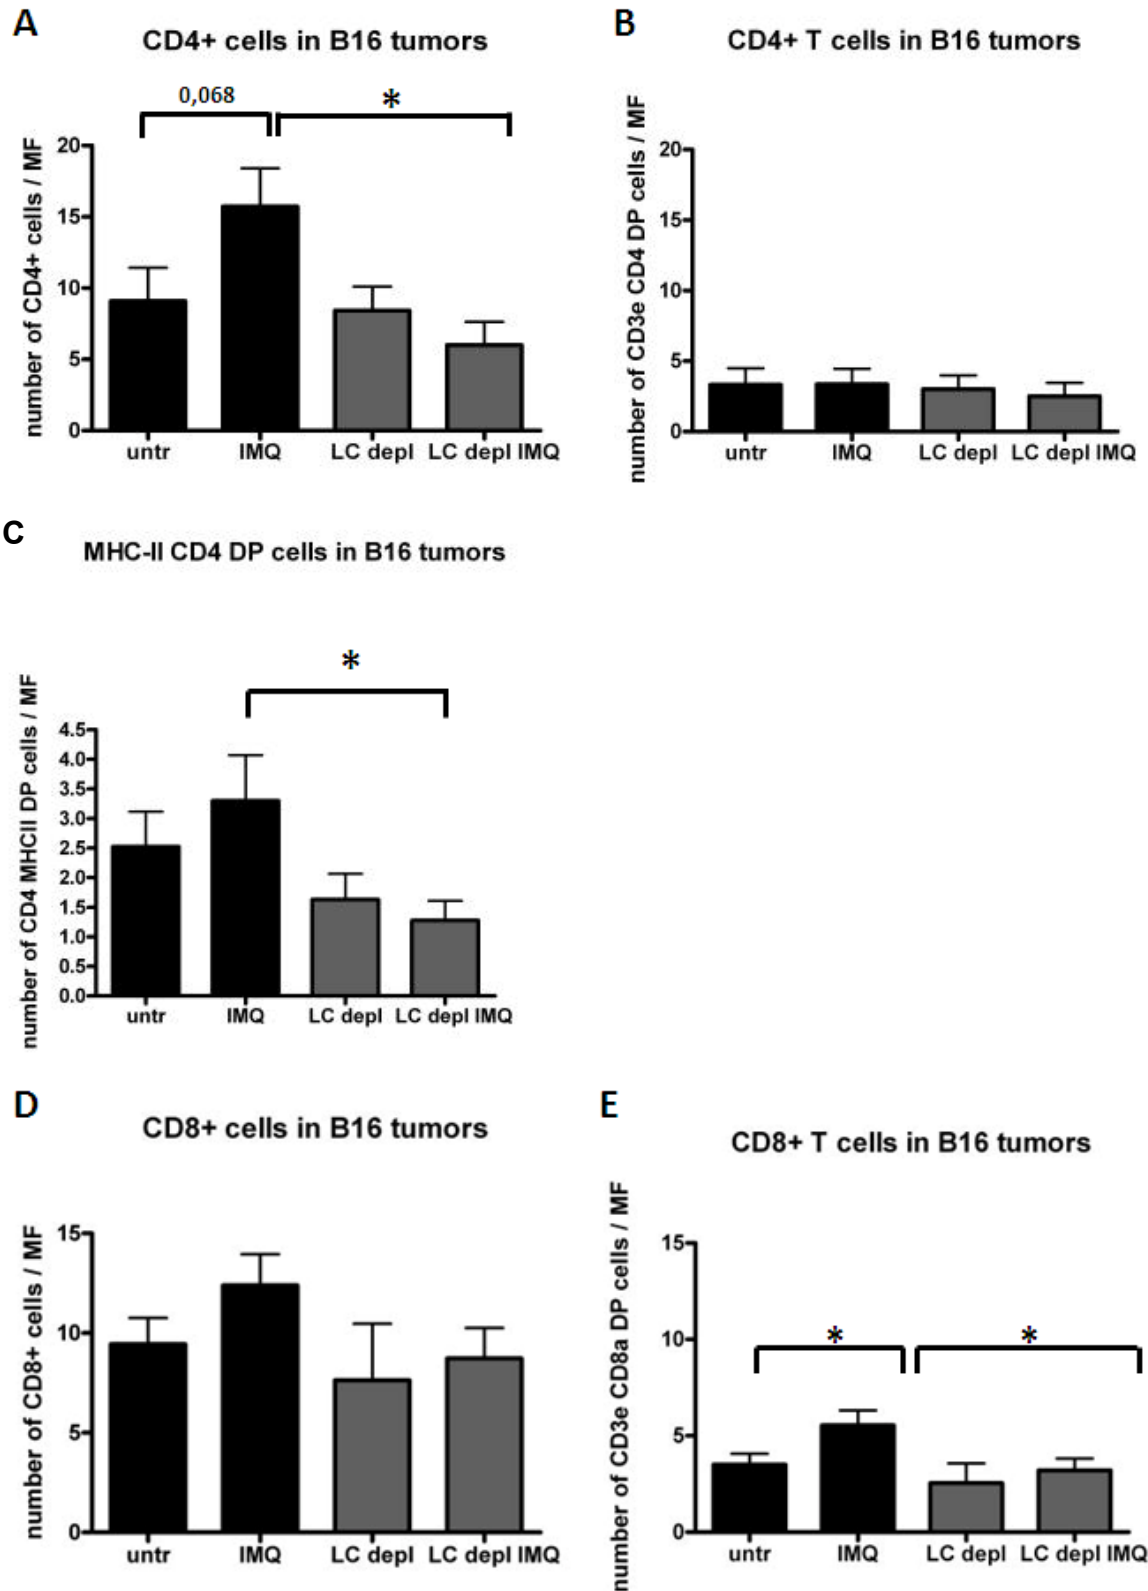 A
CD4+ cells in B16 tumors
0,068
*
number of CD4+ cells / MF
20
15
10
5
0
untr
IMQ
LC depl
LC depl IMQ
B
CD4+ T cells in B16 tumors
number of CD3e CD4 DP cells / MF
20
15
10
5
0
untr
IMQ
LC depl
LC depl IMQ
C
MHC-II CD4 DP cells in B16 tumors
*
number of CD4 MHCII DP cells / MF
4.5
4.0
3.5
3.0
2.5
2.0
1.5
1.0
0.5
0.0
untr
IMQ
LC depl
LC depl IMQ
D
CD8+ cells in B16 tumors
number of CD8+ cells / MF
15
10
5
0
untr
IMQ
LC depl
LC depl IMQ
E
CD8+ T cells in B16 tumors
*
*
number of CD3e CD8a DP cells / MF
15
10
5
0
untr
IMQ
LC depl
LC depl IMQ